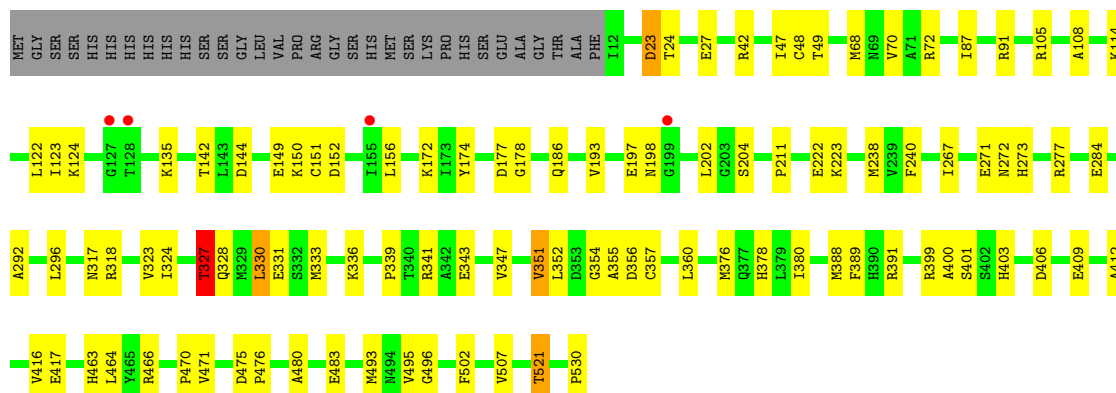 MET GLY SER SER HIS HIS HIS HIS HIS HIS SER SER GLY LEU VAL PRO ARG GLY SER HIS MET SER LYS PRO HIS SER GLU ALA GLY THR ALA PHE I12 D23 T24 E27 R42 I47 C48 T49 M68 N69 V70 A71 R72 I87 R91 R105 A108 K114
L122 I123 K124 G127 T128 K135 T142 L143 D144 E149 K150 C151 D152 I155 L156 K172 I173 Y174 D177 G178 Q186 V193 E197 N198 G199 L202 G203 S204 P211 E222 K223 M238 V239 F240 I267 E271 N272 H273 R277 E284
A292 L296 N317 R318 V323 I324 T327 Q328 M329 L330 E331 S332 M333 K336 P339 T340 R341 A342 E343 V347 V351 L352 D353 G354 A355 D356 C357 L360 M376 Q377 H378 L379 I380 M388 F389 H390 R391 R399 A400 S401 S402 H403 D406 E409 A412
V416 E417 H463 L464 Y465 R466 P470 V471 D475 P476 A480 E483 M493 N494 V495 G496 F502 V507 T521 P530